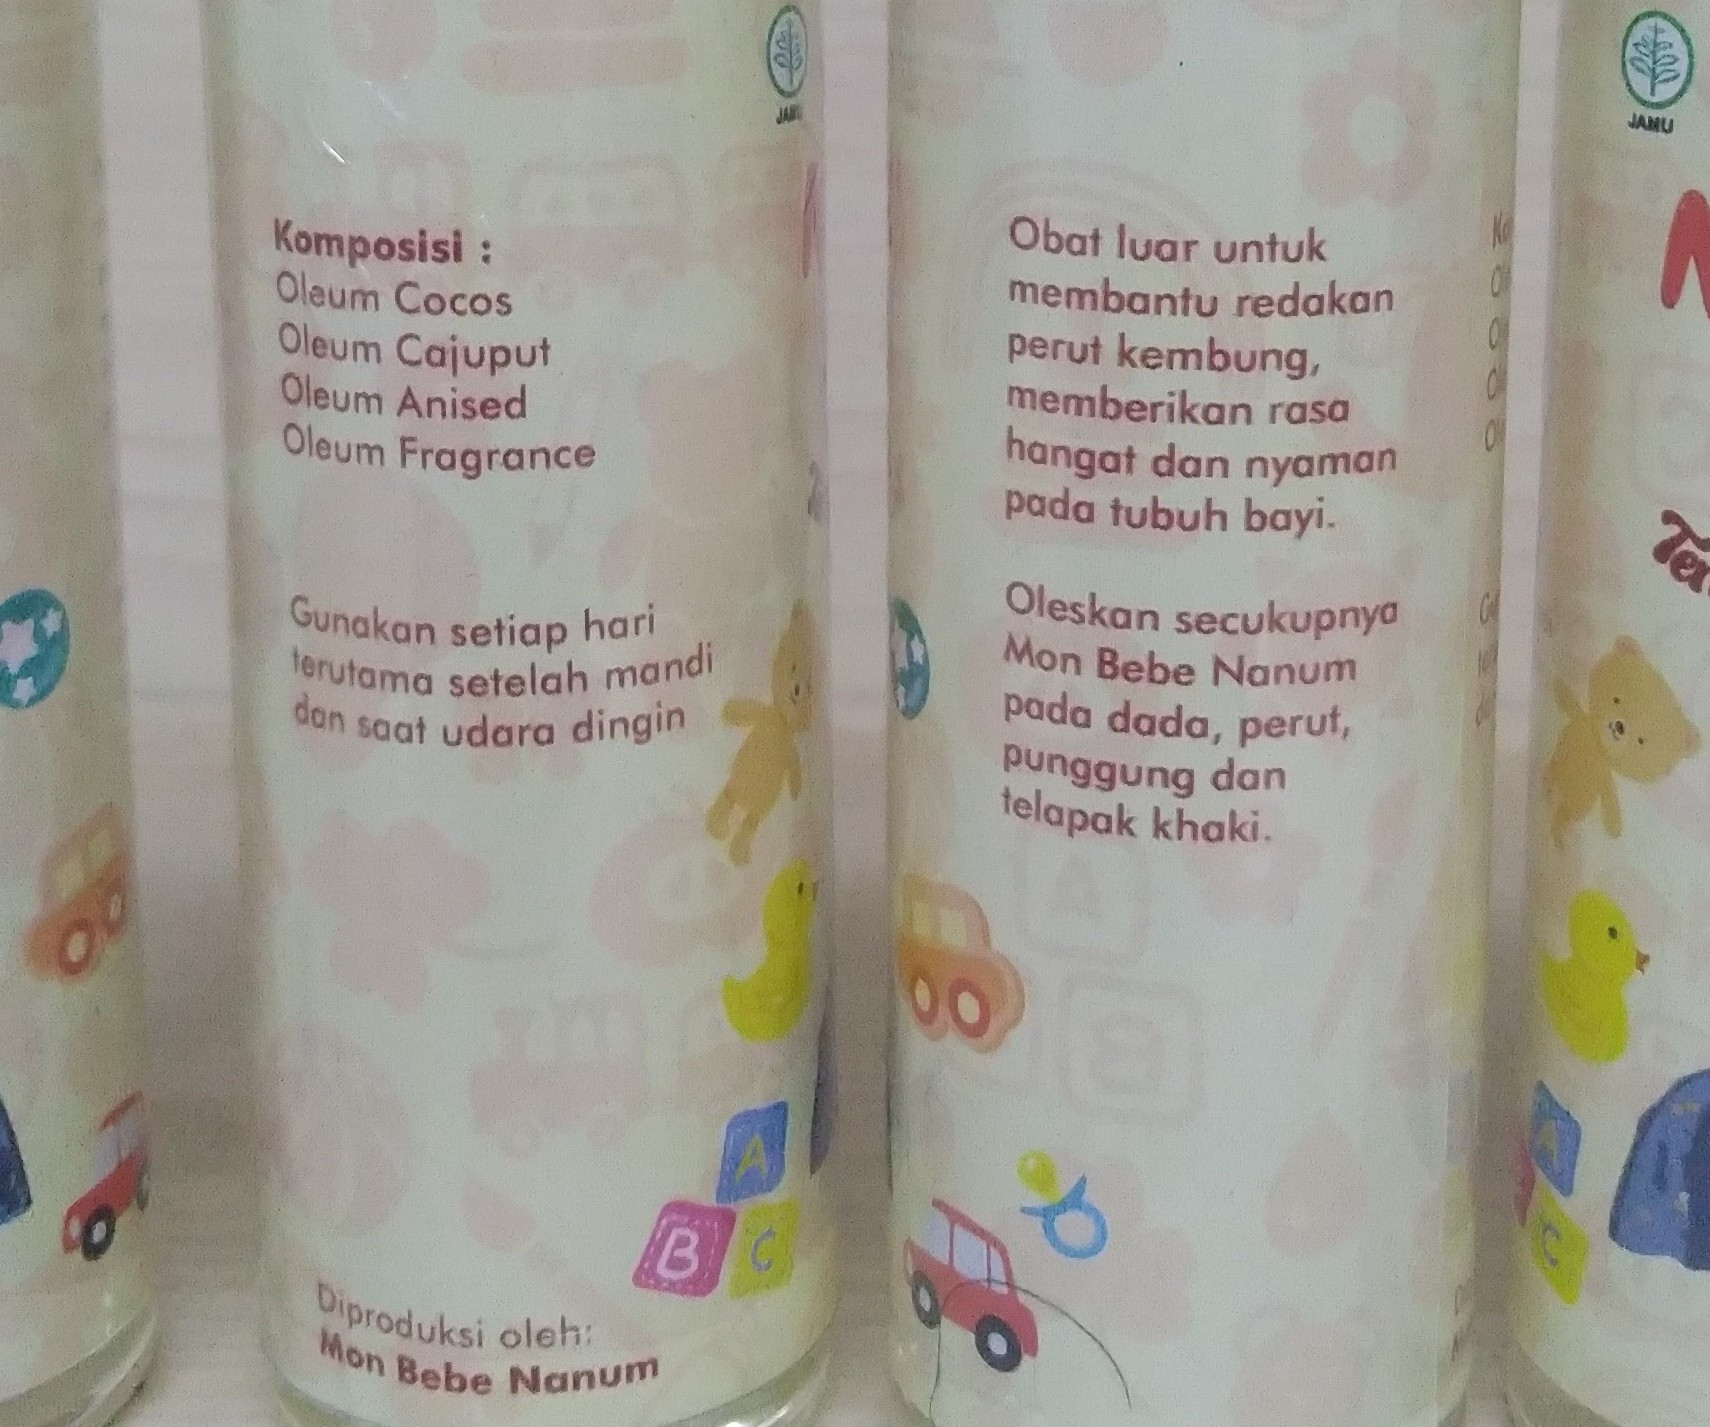 JAMU
Komposisi :
Oleum Cocos
Oleum Cajuput
Oleum Anised
Oleum Fragrance
Gunakan setiap hari
terutama setelah mandi
dan saat udara dingin
A
B C
Diproduksi oleh:
Mon Bebe Nanum
Obat luar untuk
membantu redakan
perut kembung,
memberikan rasa
hangat dan nyaman
pada tubuh bayi.
Oleskan secukupnya
Mon Bebe Nanum
pada dada, perut,
punggung dan
telapak khaki.
A
B
JAMU
A
C